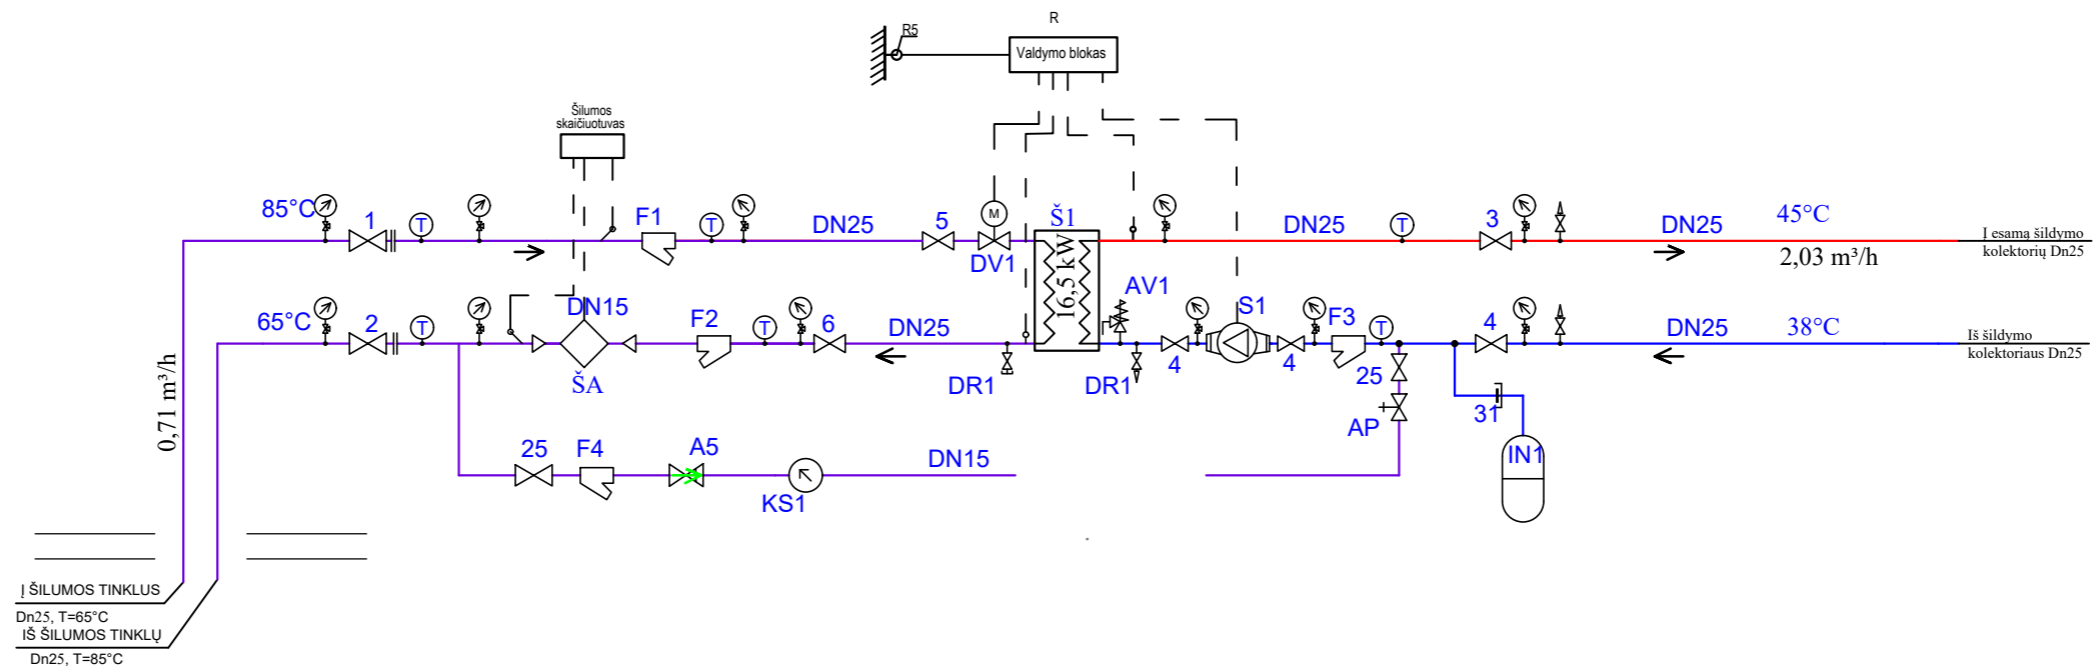 R
R5
Valdymo blokas
Šilumos
skaičiuotuvas
85°C
1
T
F1
T
DN25
5
M
DV1
Š1
16,5 kW
DN25
T
3
DN25
45°C
2,03 m³/h
Į esamą šildymo
kolektorių Dn25
65°C
2
T
DN15
ŠA
F2
T
6
DN25
DR1
AV1
DR1
4
S1
4
F3
T
25
AP
4
DN25
38°C
Iš šildymo
kolektoriaus Dn25
31
IN1
0,71 m³/h
25
F4
A5
KS1
DN15
Į ŠILUMOS TINKLUS
Dn25, T=65°C
IŠ ŠILUMOS TINKLŲ
Dn25, T=85°C